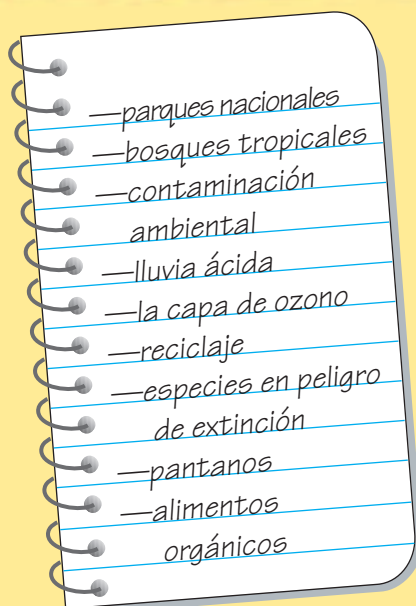 —parques nacionales
—bosques tropicales
—contaminación
ambiental
—lluvia ácida
—la capa de ozono
—reciclaje
—especies en peligro
de extinción
—pantanos
—alimentos
orgánicos